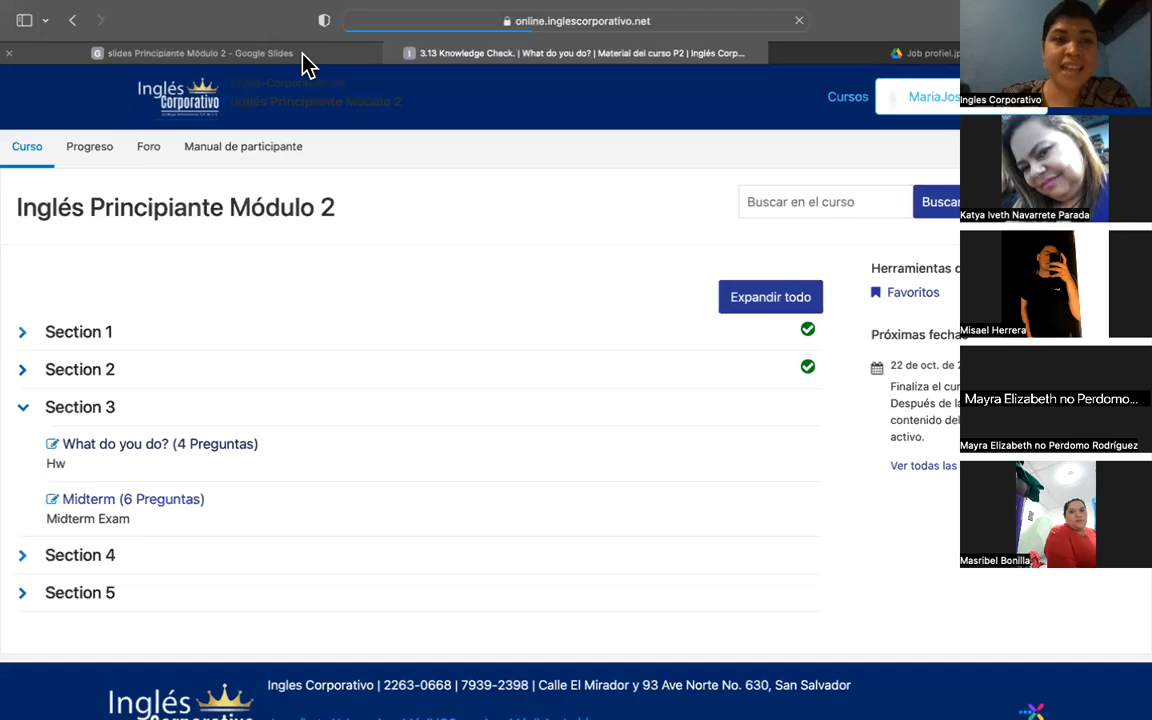 online.inglescorporativo.net
slides Principiante Módulo 2 - Google Slides
3.13 Knowledge Check. | What do you do? | Material del curso P2 | Inglés Corp...
Job profiel.jp
Inglés
Corporativo
Inglés Principiante Módulo 2
Cursos
MariaJos
Curso
Progreso
Foro
Manual de participante
Inglés Principiante Módulo 2
Buscar en el curso
Buscar
Expandir todo
Herramientas d
Favoritos
Próximas fecha
22 de oct. de 2
Finaliza el cur
Después de la
contenido del
activo.
Ver todas las
Section 1
Section 2
Section 3
What do you do? (4 Preguntas)
Hw
Midterm (6 Preguntas)
Midterm Exam
Section 4
Section 5
Inglés
Corporativo
Ingles Corporativo | 2263-0668 | 7939-2398 | Calle El Mirador y 93 Ave Norte No. 630, San Salvador
Ingles Corporativo
Katya Iveth Navarrete Parada
Misael Herrera
Mayra Elizabeth no Perdomo...
Mayra Elizabeth no Perdomo Rodríguez
Masribel Bonilla